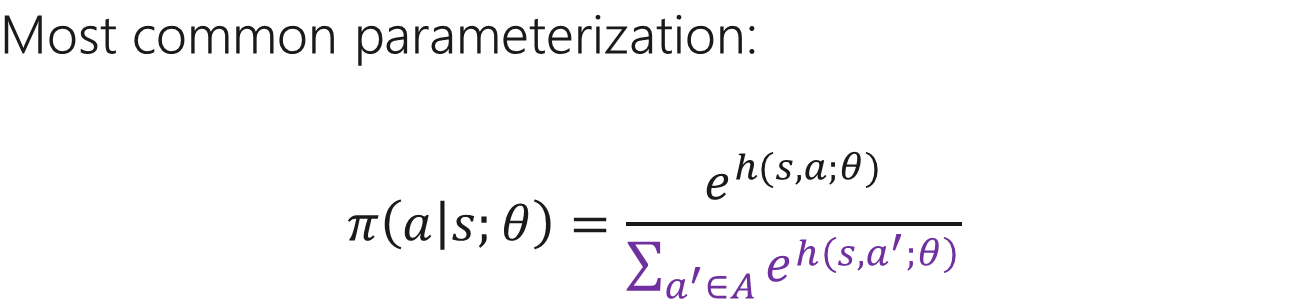 Most common parameterization:
π(a|s; θ) = e^{h(s,a;θ)} / ∑_{a′∈A} e^{h(s,a′;θ)}